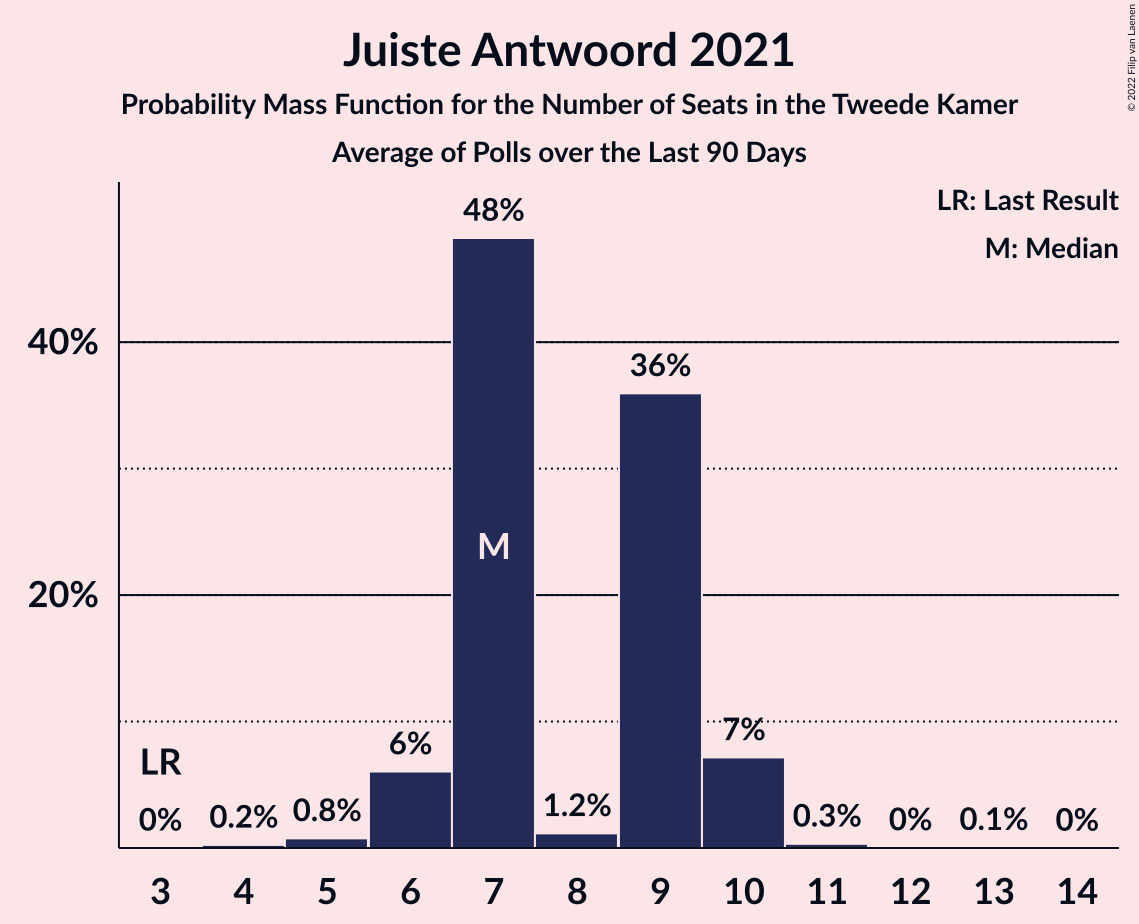 Juiste Antwoord 2021
Probability Mass Function for the Number of Seats in the Tweede Kamer
Average of Polls over the Last 90 Days
© 2022 Filip van Laenen
LR: Last Result
M: Median
48%
40%
36%
M
20%
7%
6%
LR
0%
0.2%
0.8%
1.2%
0.3%
0%
0.1%
0%
3 4 5 6 7 8 9 10 11 12 13 14